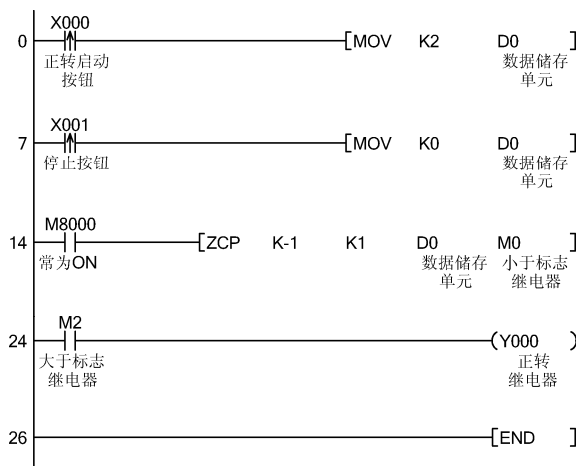 X000
0
[MOV K2 D0 ]
正转启动
按钮
数据储存
单元
X001
7
[MOV K0 D0 ]
停止按钮
数据储存
单元
M8000
14
[ZCP K-1 K1 D0 M0 ]
常为ON
数据储存
单元
小于标志
继电器
M2
24
(Y000 )
大于标志
继电器
正转
继电器
26
[END ]